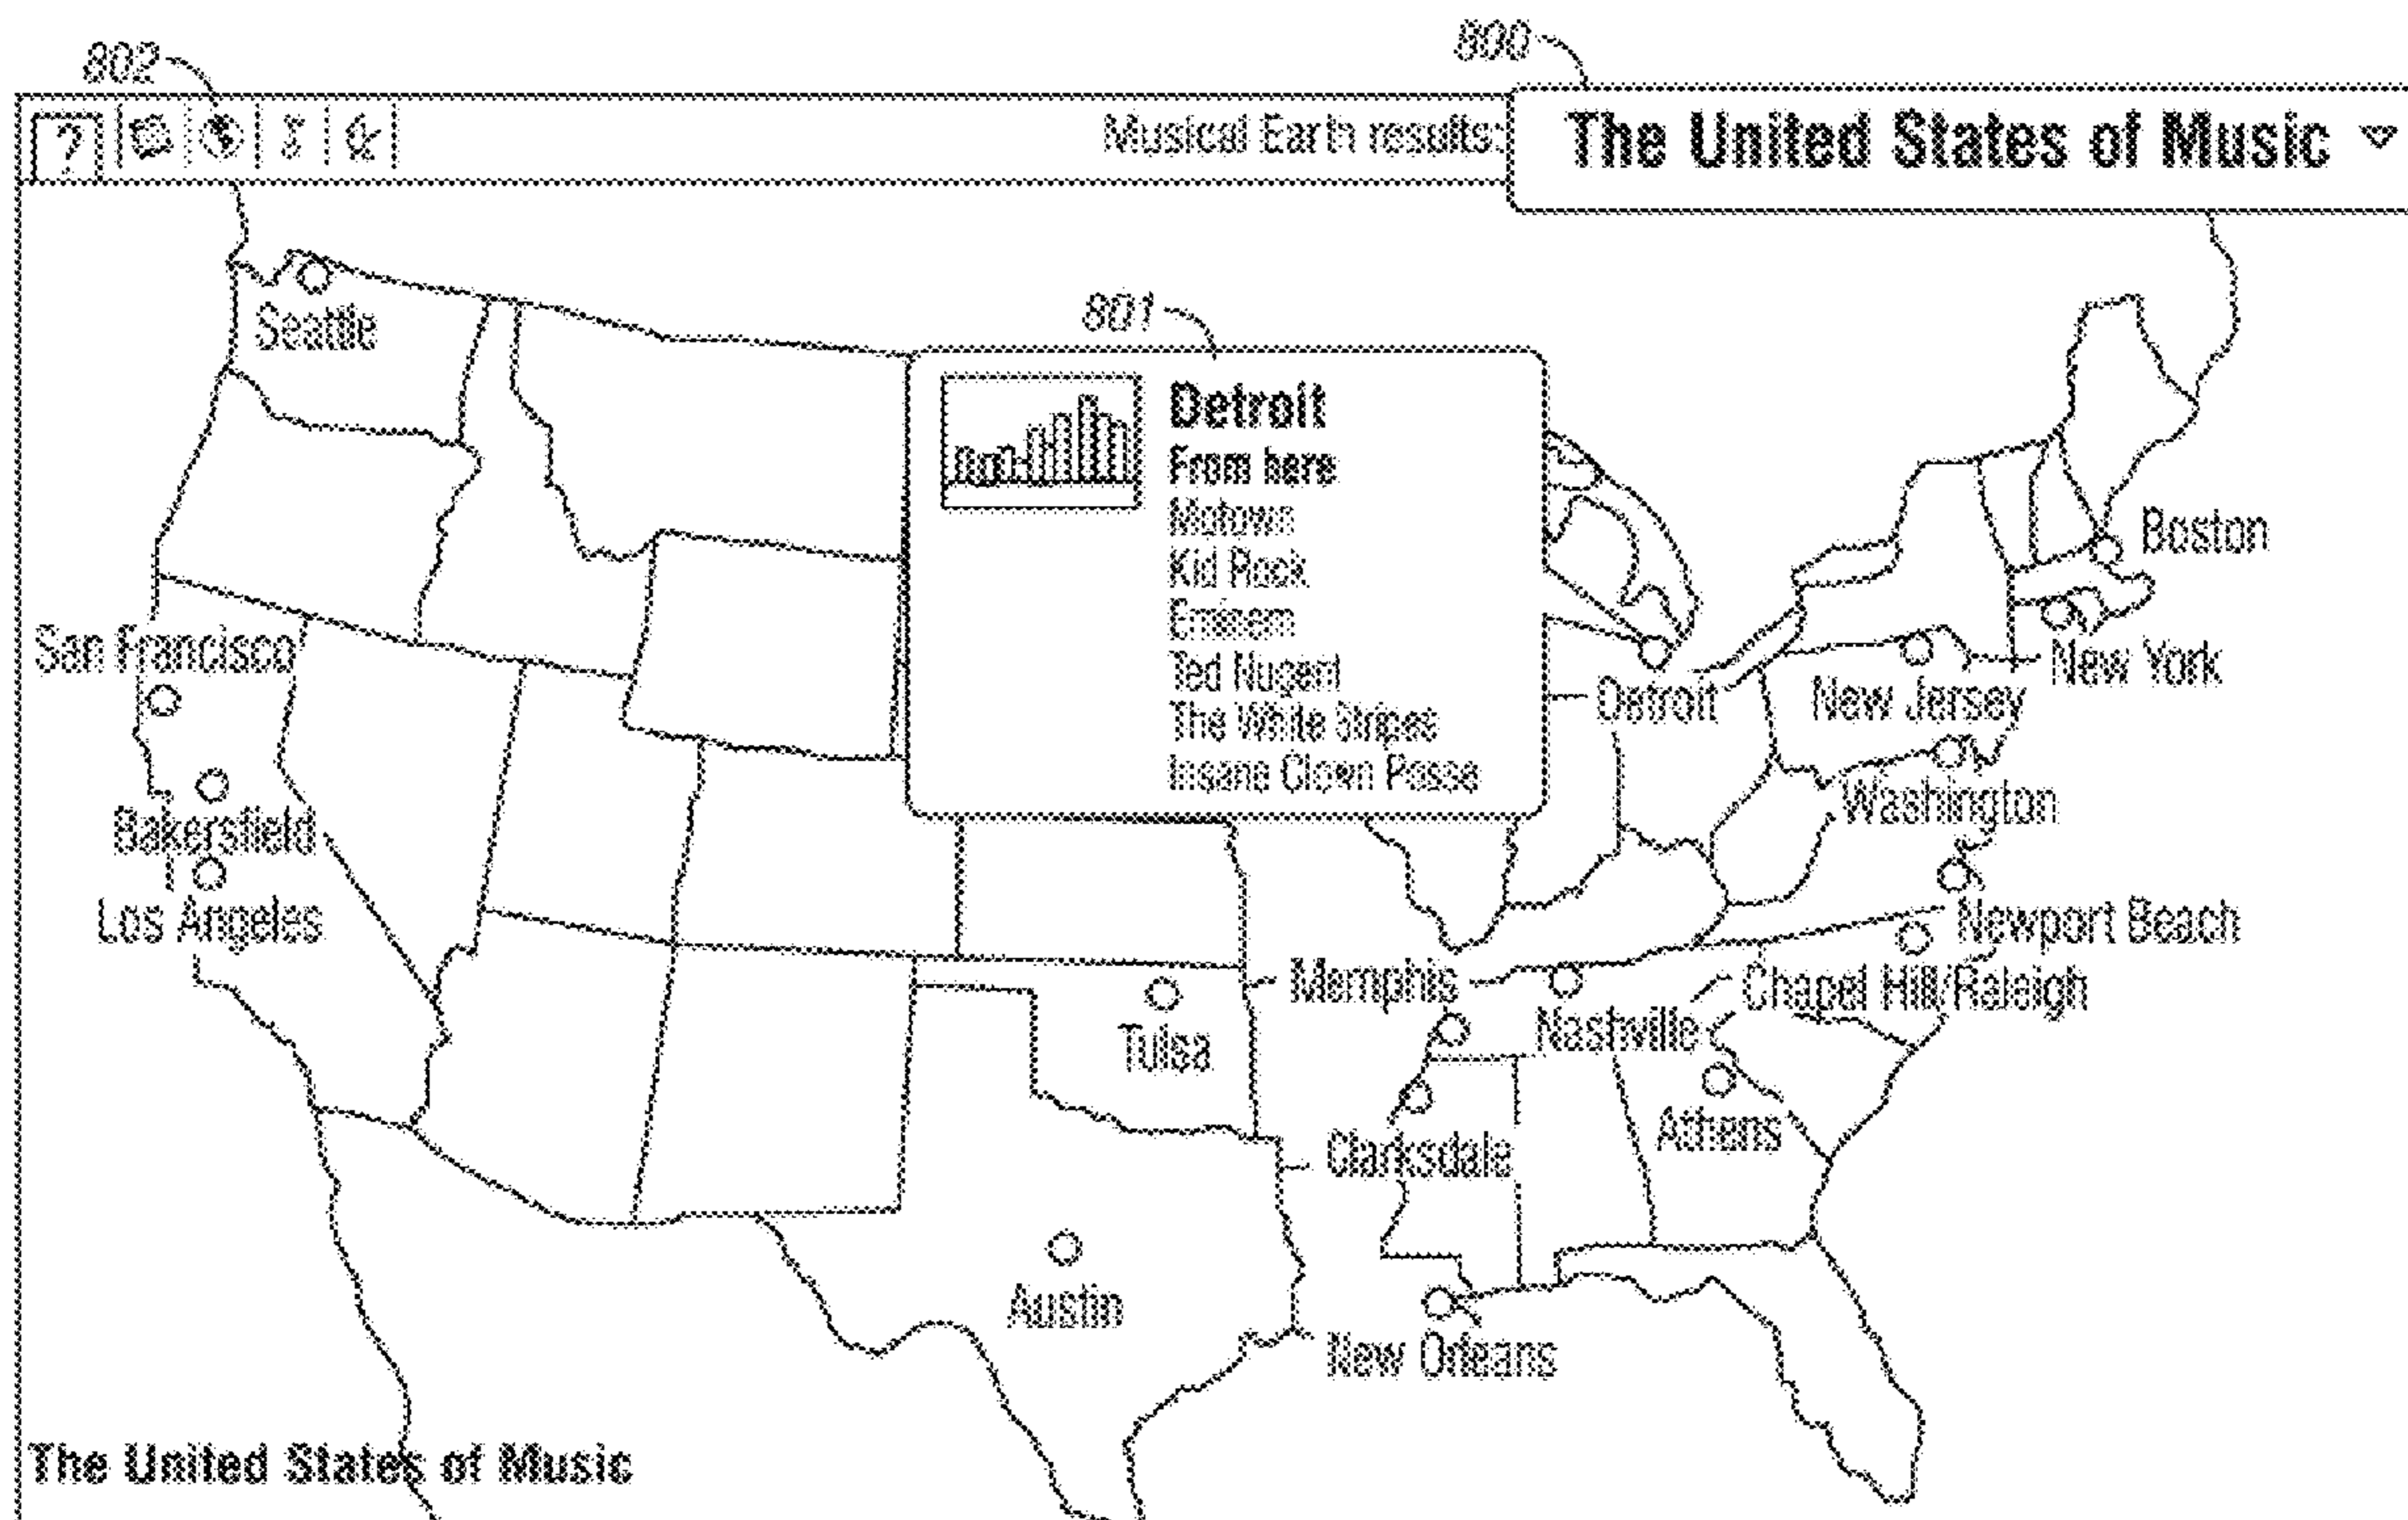 802
800
?
Musical Earth results:
The United States of Music
Seattle
801
Detroit
From here
Motown
Kid Rock
Eminem
Ted Nugent
The White Stripes
Insane Clown Posse
Boston
San Francisco
New York
Detroit
New Jersey
Washington
Bakersfield
Los Angeles
Newport Beach
Memphis
Chapel Hill/Raleigh
Nashville
Tulsa
Athens
Clarksdale
Austin
New Orleans
The United States of Music